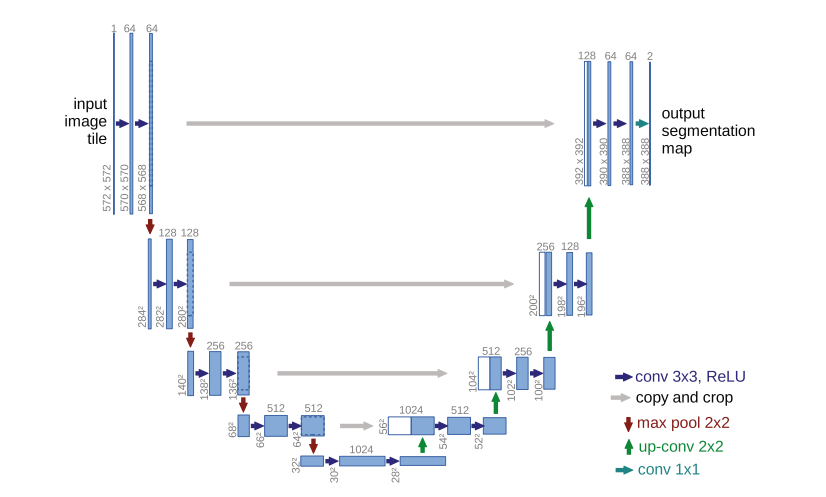 1 64 64
128 64 64 2
input
image
tile
output
segmentation
map
572 x 572
570 x 570
568 x 568
392 x 392
390 x 390
388 x 388
388 x 388
128 128
256 128
284²
282²
280²
200²
198²
196²
256 256
512 256
140²
138²
136²
104²
102²
100²
512 512
1024 512
68²
66²
64²
56²
54²
52²
1024
32²
30²
28²
conv 3x3, ReLU
copy and crop
max pool 2x2
up-conv 2x2
conv 1x1